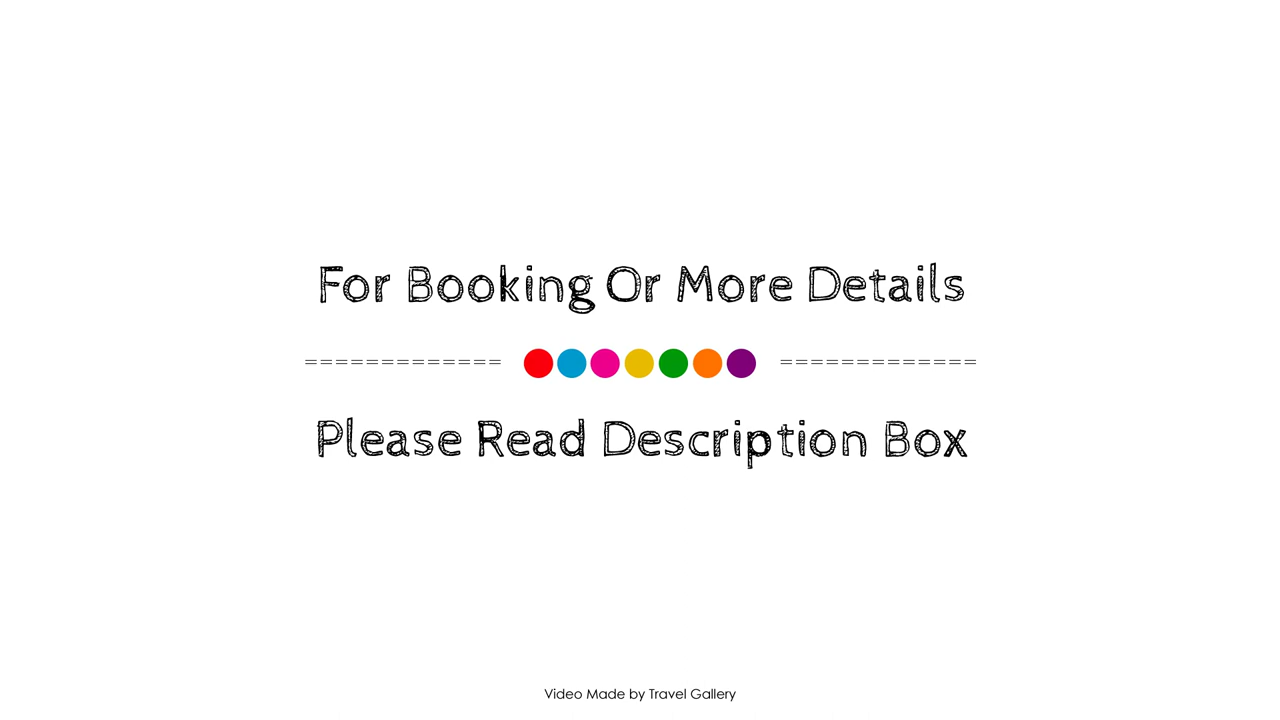 For Booking Or More Details
============= =============
Please Read Description Box
Video Made by Travel Gallery